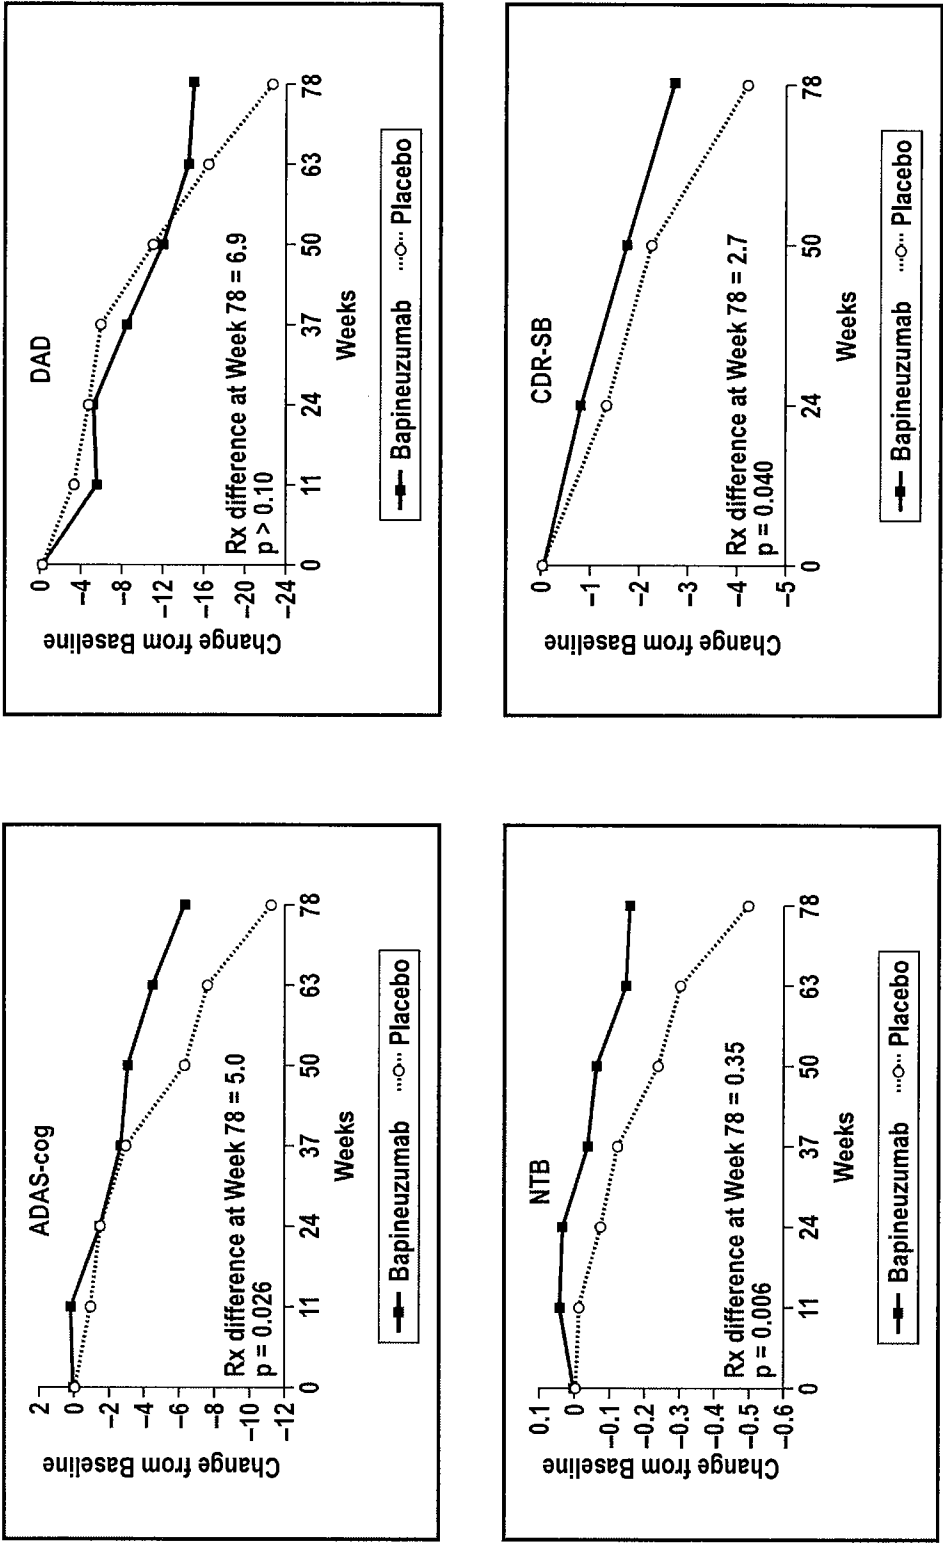 ADAS-cog
Change from Baseline
2
0
−2
−4
−6
−8
−10
−12
Rx difference at Week 78 = 5.0
p = 0.026
0 11 24 37 50 63 78
Weeks
Bapineuzumab Placebo
DAD
Change from Baseline
0
−4
−8
−12
−16
−20
−24
Rx difference at Week 78 = 6.9
p > 0.10
0 11 24 37 50 63 78
Weeks
Bapineuzumab Placebo
NTB
Change from Baseline
0.1
0
−0.1
−0.2
−0.3
−0.4
−0.5
−0.6
Rx difference at Week 78 = 0.35
p = 0.006
0 11 24 37 50 63 78
Weeks
Bapineuzumab Placebo
CDR-SB
Change from Baseline
0
−1
−2
−3
−4
−5
Rx difference at Week 78 = 2.7
p = 0.040
0 24 50 78
Weeks
Bapineuzumab Placebo